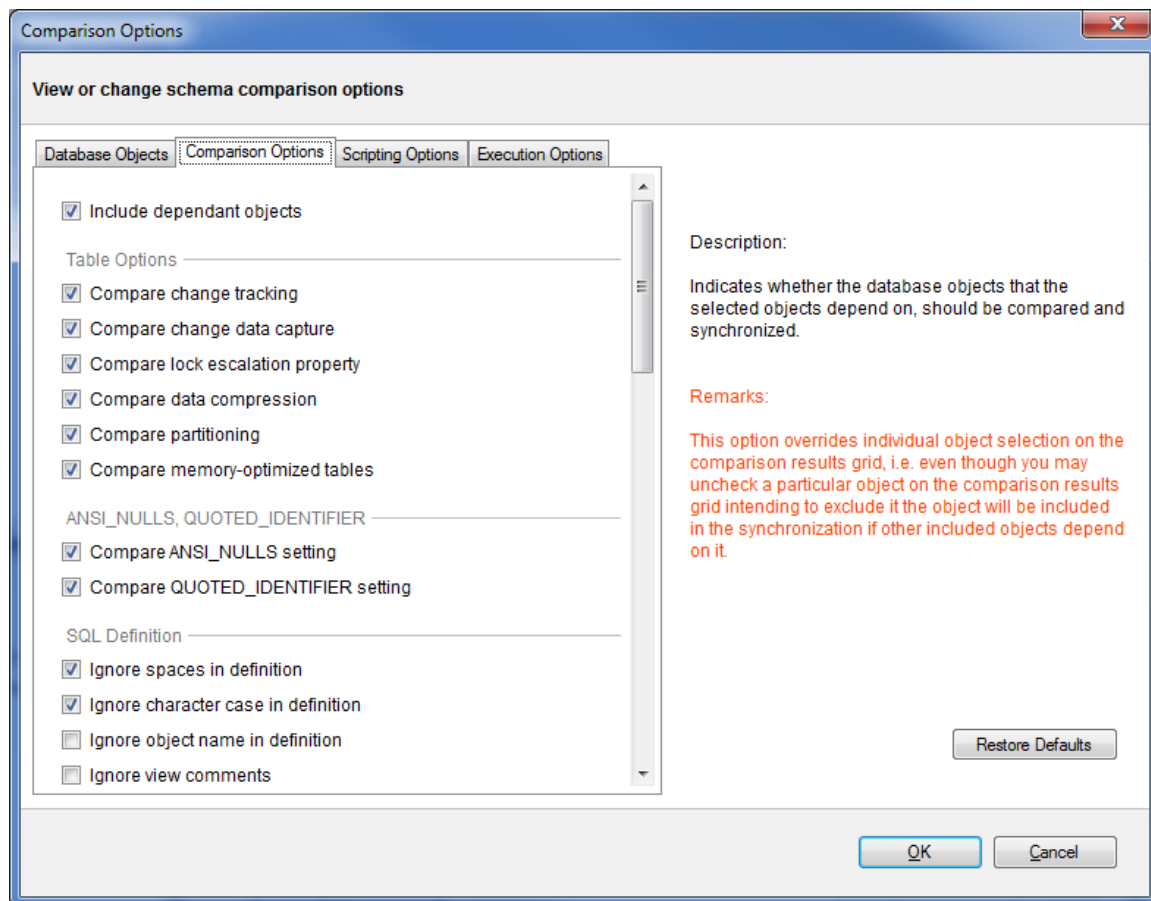 Comparison Options
View or change schema comparison options
Database Objects
Comparison Options
Scripting Options
Execution Options
Include dependant objects
Table Options
Compare change tracking
Compare change data capture
Compare lock escalation property
Compare data compression
Compare partitioning
Compare memory-optimized tables
ANSI_NULLS, QUOTED_IDENTIFIER
Compare ANSI_NULLS setting
Compare QUOTED_IDENTIFIER setting
SQL Definition
Ignore spaces in definition
Ignore character case in definition
Ignore object name in definition
Ignore view comments
Description:
Indicates whether the database objects that the
selected objects depend on, should be compared and
synchronized.
Remarks:
This option overrides individual object selection on the
comparison results grid, i.e. even though you may
uncheck a particular object on the comparison results
grid intending to exclude it the object will be included
in the synchronization if other included objects depend
on it.
Restore Defaults
OK
Cancel